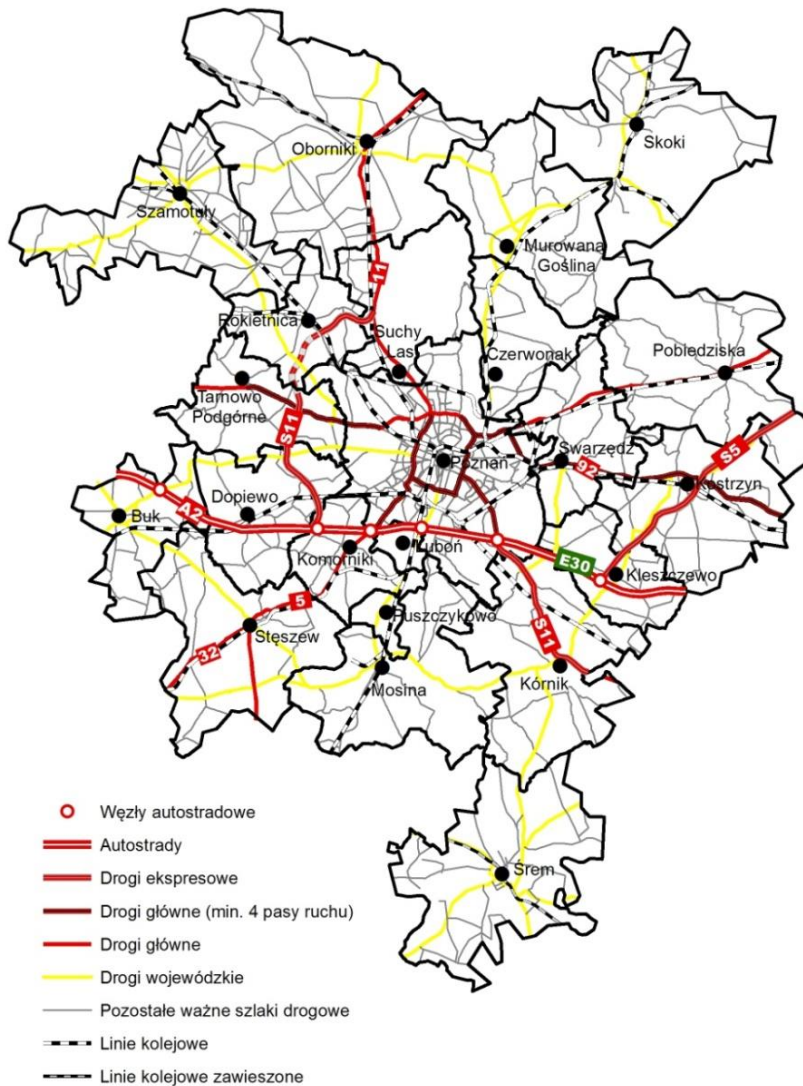 Oborniki
Skoki
Szamotuły
Murowana
Goślina
11
Rokietnica
Suchy
Las
Czerwonak
Pobiedziska
Tarnowo
Podgórne
S11
Poznań
Swarzędz
92
S5
Kostrzyn
A2
Dopiewo
Buk
Komorniki
Luboń
E30
Kleszczewo
5
Puszczykowo
S11
32
Stęszew
Mosina
Kórnik
Śrem
Węzły autostradowe
Autostrady
Drogi ekspresowe
Drogi główne (min. 4 pasy ruchu)
Drogi główne
Drogi wojewódzkie
Pozostałe ważne szlaki drogowe
Linie kolejowe
Linie kolejowe zawieszone